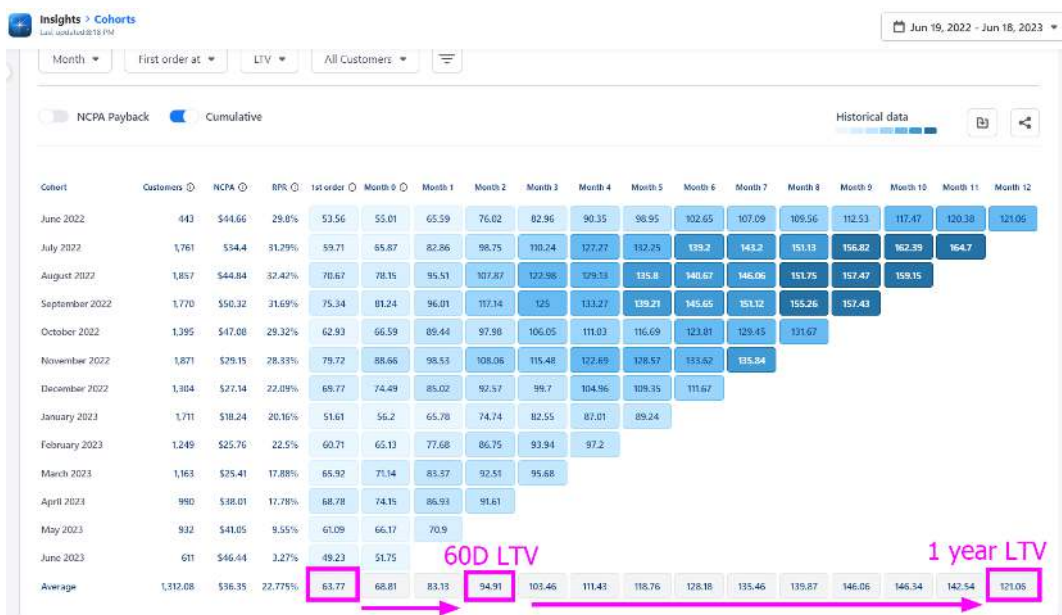 Insights > Cohorts
Last updated 8:18 PM
Jun 19, 2022 - Jun 18, 2023
Month
First order at
LTV
All Customers
NCPA Payback
Cumulative
Historical data
Cohort Customers NCPA RPR 1st order Month 0 Month 1 Month 2 Month 3 Month 4 Month 5 Month 6 Month 7 Month 8 Month 9 Month 10 Month 11 Month 12
June 2022 443 $44.66 29.8% 53.56 55.01 65.59 76.02 82.96 90.35 98.95 102.65 107.09 109.56 112.53 117.47 120.38 121.06
July 2022 1,761 $34.4 31.29% 59.71 65.87 82.86 98.75 110.24 127.27 132.25 139.2 143.2 151.13 156.82 162.39 164.7
August 2022 1,857 $44.84 32.42% 70.67 78.15 95.51 107.87 122.98 129.13 135.8 140.67 146.06 151.75 157.47 159.15
September 2022 1,770 $50.32 31.69% 75.34 81.24 96.01 117.14 125 133.27 139.21 145.65 151.12 155.26 157.43
October 2022 1,395 $47.08 29.32% 62.93 66.59 89.44 97.98 106.05 111.03 116.69 123.81 129.45 131.67
November 2022 1,871 $29.15 28.33% 79.72 88.66 98.53 108.06 115.48 122.69 128.57 133.62 135.84
December 2022 1,304 $27.14 22.09% 69.77 74.49 85.02 92.57 99.7 104.96 109.35 111.67
January 2023 1,711 $18.24 20.16% 51.61 56.2 65.78 74.74 82.55 87.01 89.24
February 2023 1,249 $25.76 22.5% 60.71 65.13 77.68 86.75 93.94 97.2
March 2023 1,163 $25.41 17.88% 65.92 71.14 83.37 92.51 95.68
April 2023 990 $38.01 17.78% 68.78 74.15 86.93 91.61
May 2023 932 $41.05 9.55% 61.09 66.17 70.9
June 2023 611 $46.44 3.27% 49.23 51.75
60D LTV
1 year LTV
Average 1,312.08 $36.35 22.775% 63.77 68.81 83.13 94.91 103.46 111.43 118.76 128.18 135.46 139.87 146.06 146.34 142.54 121.06